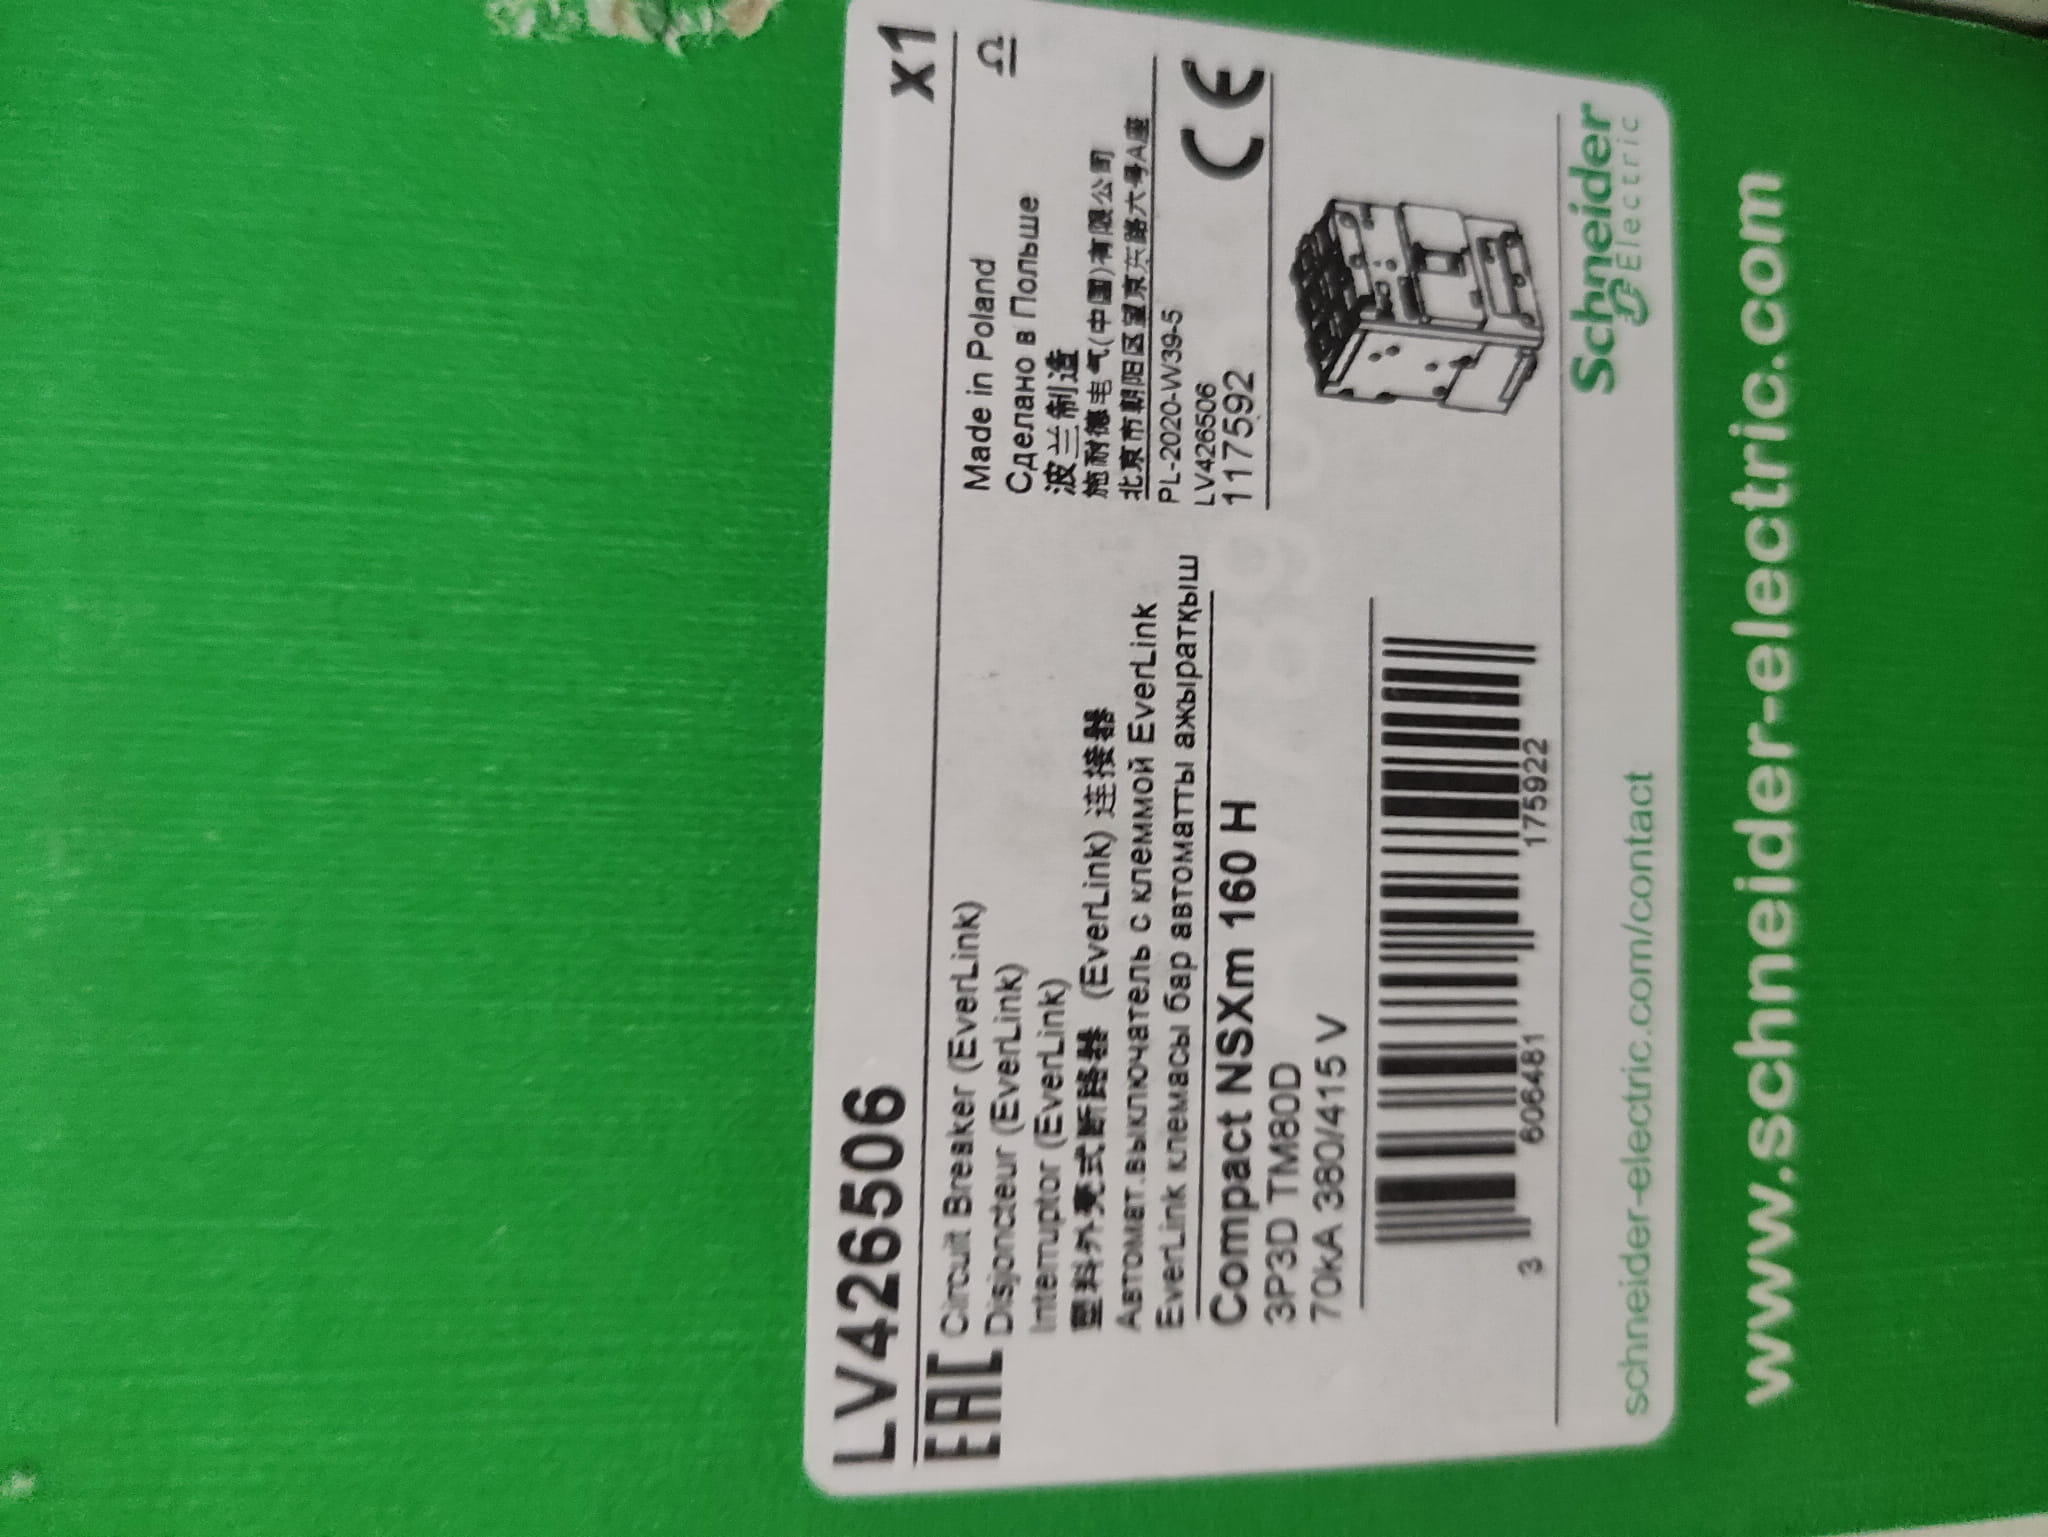 LV426506 x1
EAC
Circuit Breaker (EverLink)
Disjoncteur (EverLink)
Interruptor (EverLink)
塑料外壳式断路器 (EverLink) 连接器
Автомат.выключатель с клеммой EverLink
EverLink клемасы бар автоматты ажыратқыш
Compact NSXm 160 H
3P3D TM80D
70kA 380/415 V
3 606481 175922
Made in Poland
Сделано в Польше
波兰制造
施耐德电气(中国)有限公司
北京市朝阳区望京东路六号A座
PL-2020-W39-5
LV426506
1175592
CE
schneider-electric.com/contact
Schneider
Electric
www.schneider-electric.com